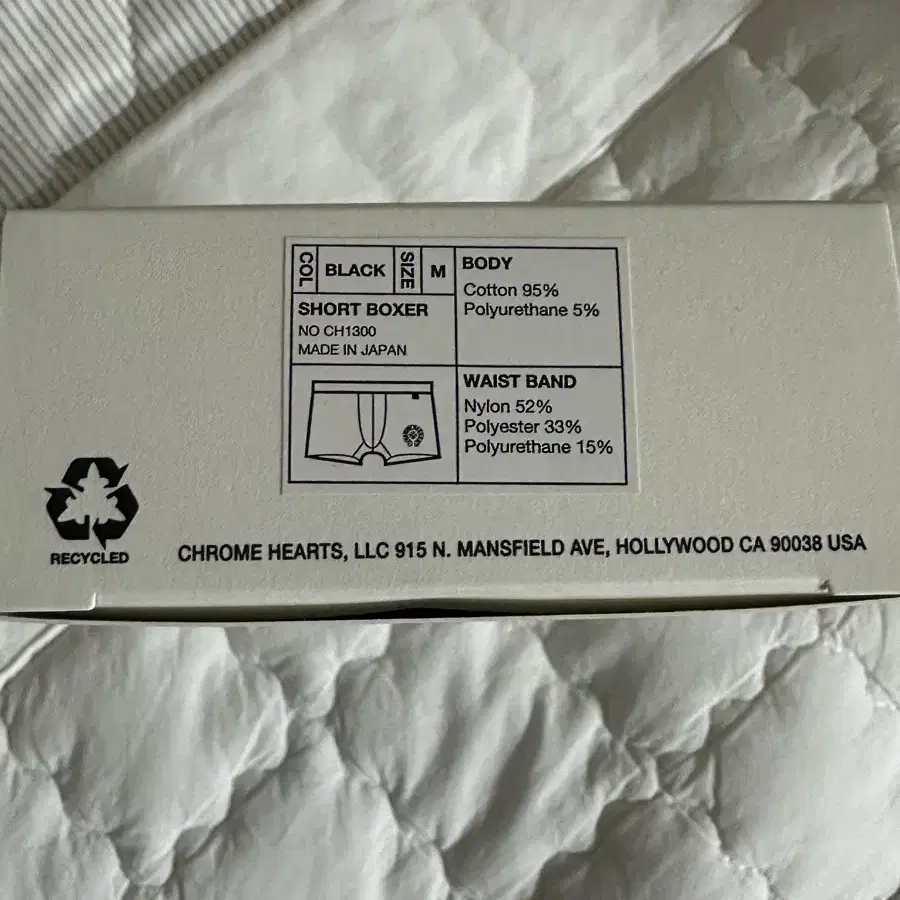 COL BLACK SIZE M
SHORT BOXER
NO CH1300
MADE IN JAPAN
BODY
Cotton 95%
Polyurethane 5%
WAIST BAND
Nylon 52%
Polyester 33%
Polyurethane 15%
RECYCLED
CHROME HEARTS, LLC 915 N. MANSFIELD AVE, HOLLYWOOD CA 90038 USA